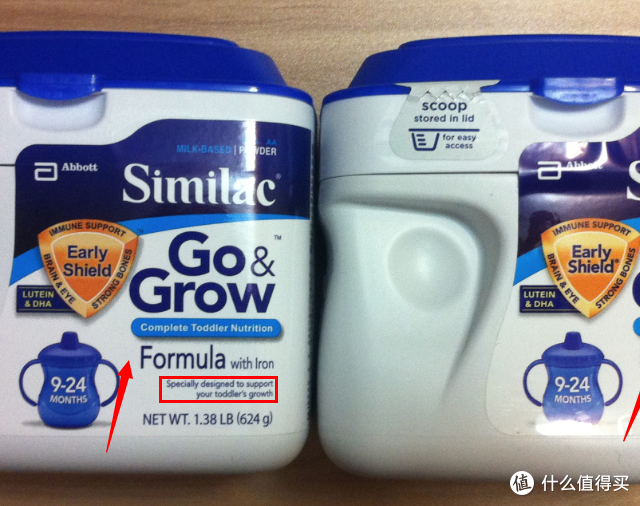 MILK-BASED | POWDER
Abbott
Similac®
IMMUNE SUPPORT
BRAIN & EYE
STRONG BONES
Early
Shield
LUTEIN
& DHA
Go &
Grow™
Complete Toddler Nutrition
Formula with Iron
Specially designed to support
your toddler's growth
9-24
MONTHS
NET WT. 1.38 LB (624 g)
scoop
stored in lid
for easy
access
Abbott
S
IMMUNE SUPPORT
BRAIN & EYE
STRONG BONES
Early
Shield®
LUTEIN
& DHA
9-24
MONTHS
值 什么值得买